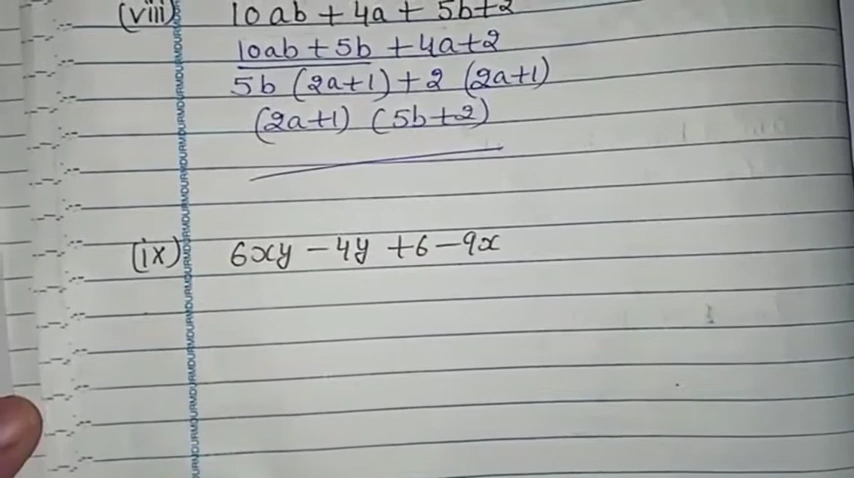 (viii) 10ab + 4a + 5b+2
10ab + 5b + 4a+2
5b (2a+1) + 2 (2a+1)
(2a+1) (5b+2)
(ix) 6xy - 4y + 6 - 9x